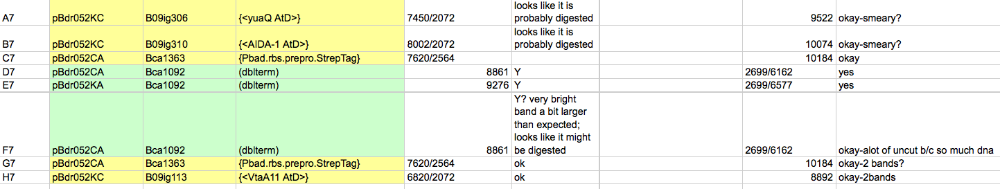 A7 pBdr052KC B09ig306 {<yuaQ AtD>} 7450/2072 looks like it is probably digested 9522 okay-smeary?
B7 pBdr052KC B09ig310 {<AIDA-1 AtD>} 8002/2072 looks like it is probably digested 10074 okay-smeary?
C7 pBdr052CA Bca1363 {Pbad.rbs.prepro.StrepTag} 7620/2564 10184 okay
D7 pBdr052CA Bca1092 (dblterm) 8861 Y 2699/6162 yes
E7 pBdr052KA Bca1092 (dblterm) 9276 Y 2699/6577 yes
F7 pBdr052CA Bca1092 (dblterm) 8861 Y? very bright band a bit larger than expected; looks like it might be digested 2699/6162 okay-alot of uncut b/c so much dna
G7 pBdr052CA Bca1363 {Pbad.rbs.prepro.StrepTag} 7620/2564 ok 10184 okay-2 bands?
H7 pBdr052KC B09ig113 {<VtaA11 AtD>} 6820/2072 ok 8892 okay-2bands